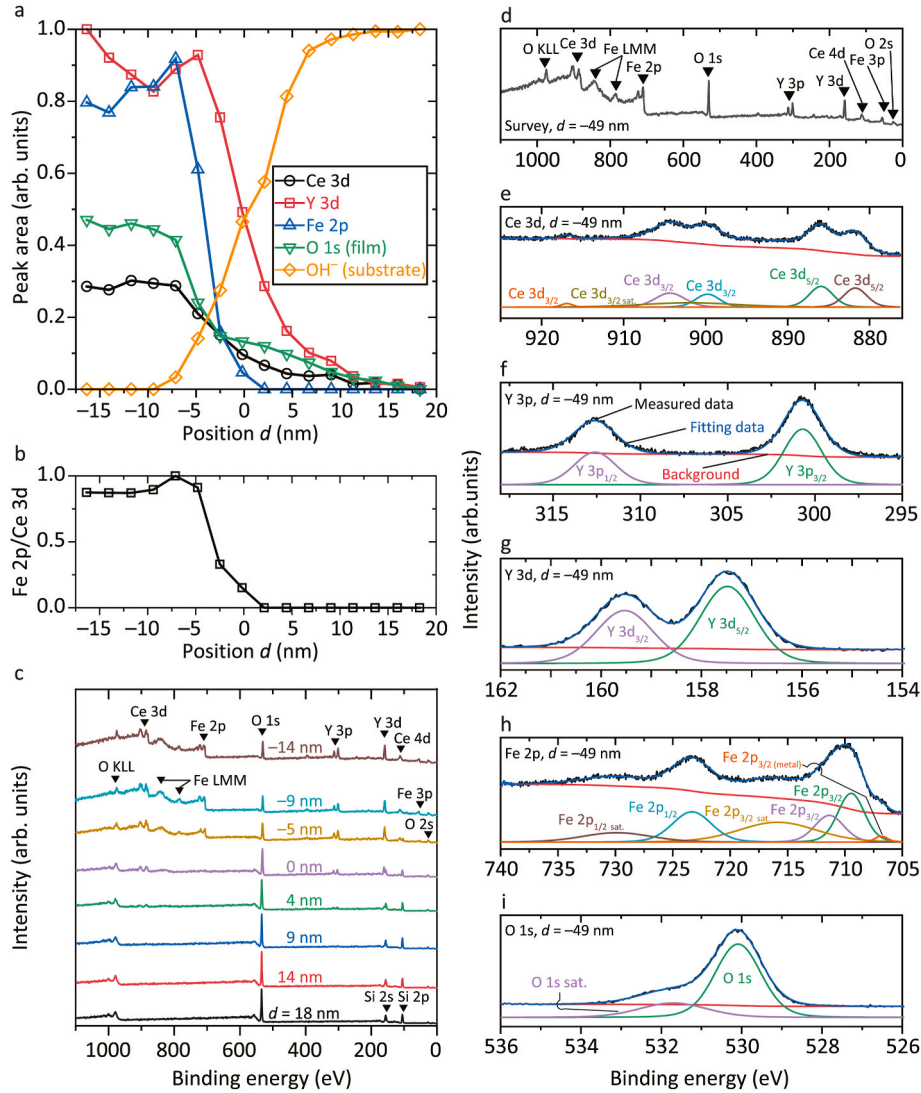 a
1.0
0.8
0.6
0.4
0.2
0.0
Peak area (arb. units)
Ce 3d
Y 3d
Fe 2p
O 1s (film)
OH⁻ (substrate)
−15 −10 −5 0 5 10 15 20
Position d (nm)
b
1.0
0.5
0.0
Fe 2p/Ce 3d
−15 −10 −5 0 5 10 15 20
Position d (nm)
c
Ce 3d
Fe 2p
O 1s
Y 3p
Y 3d
Ce 4d
−14 nm
O KLL
Fe LMM
Fe 3p
−9 nm
O 2s
−5 nm
0 nm
4 nm
9 nm
14 nm
Si 2s Si 2p
d = 18 nm
Intensity (arb. units)
1000 800 600 400 200 0
Binding energy (eV)
d
O KLL
Ce 3d
Fe LMM
Fe 2p
O 1s
Y 3p
Y 3d
Ce 4d
Fe 3p
O 2s
Survey, d = −49 nm
1000 800 600 400 200 0
e
Ce 3d, d = −49 nm
Ce 3d3/2
Ce 3d3/2 sat.
Ce 3d3/2
Ce 3d3/2
Ce 3d5/2
Ce 3d5/2
920 910 900 890 880
f
Y 3p, d = −49 nm
Measured data
Fitting data
Background
Y 3p1/2
Y 3p3/2
315 310 305 300 295
Intensity (arb.units)
g
Y 3d, d = −49 nm
Y 3d3/2
Y 3d5/2
162 160 158 156 154
h
Fe 2p, d = −49 nm
Fe 2p3/2 (metal)
Fe 2p3/2
Fe 2p1/2 sat.
Fe 2p1/2
Fe 2p3/2 sat.
Fe 2p3/2
740 735 730 725 720 715 710 705
i
O 1s, d = −49 nm
O 1s sat.
O 1s
536 534 532 530 528 526
Binding energy (eV)